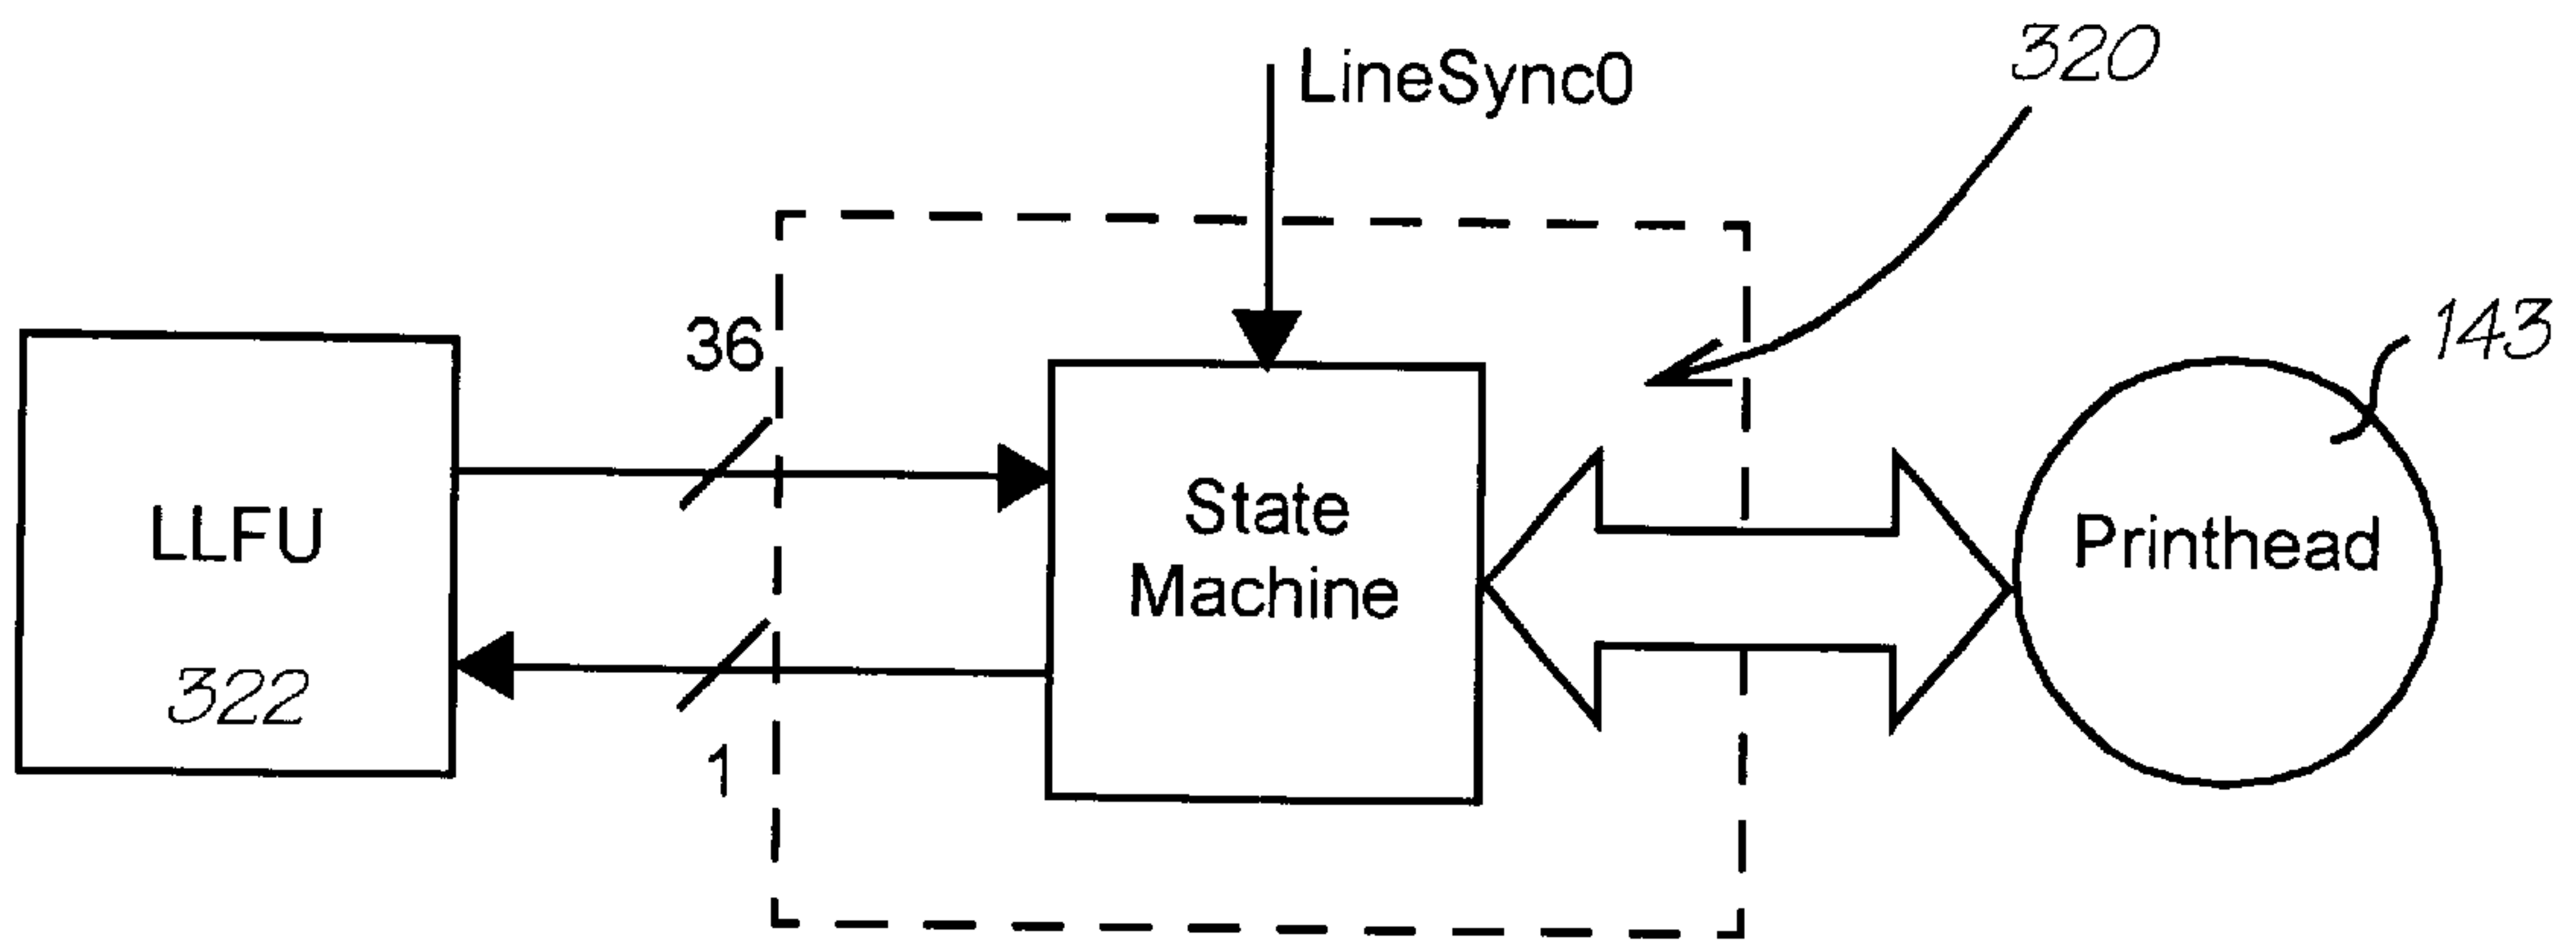 LineSync0
320
36
143
LLFU
322
State
Machine
Printhead
1